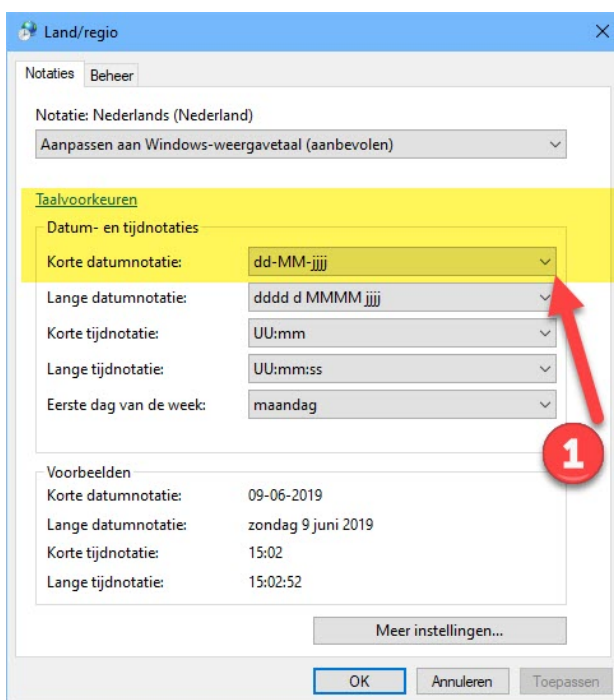 Land/regio
Notaties Beheer
Notatie: Nederlands (Nederland)
Aanpassen aan Windows-weergavetaal (aanbevolen)
Taalvoorkeuren
Datum- en tijdnotaties
Korte datumnotatie: dd-MM-jjjj
Lange datumnotatie: dddd d MMMM jjjj
Korte tijdnotatie: UU:mm
Lange tijdnotatie: UU:mm:ss
Eerste dag van de week: maandag
1
Voorbeelden
Korte datumnotatie: 09-06-2019
Lange datumnotatie: zondag 9 juni 2019
Korte tijdnotatie: 15:02
Lange tijdnotatie: 15:02:52
Meer instellingen...
OK Annuleren Toepassen